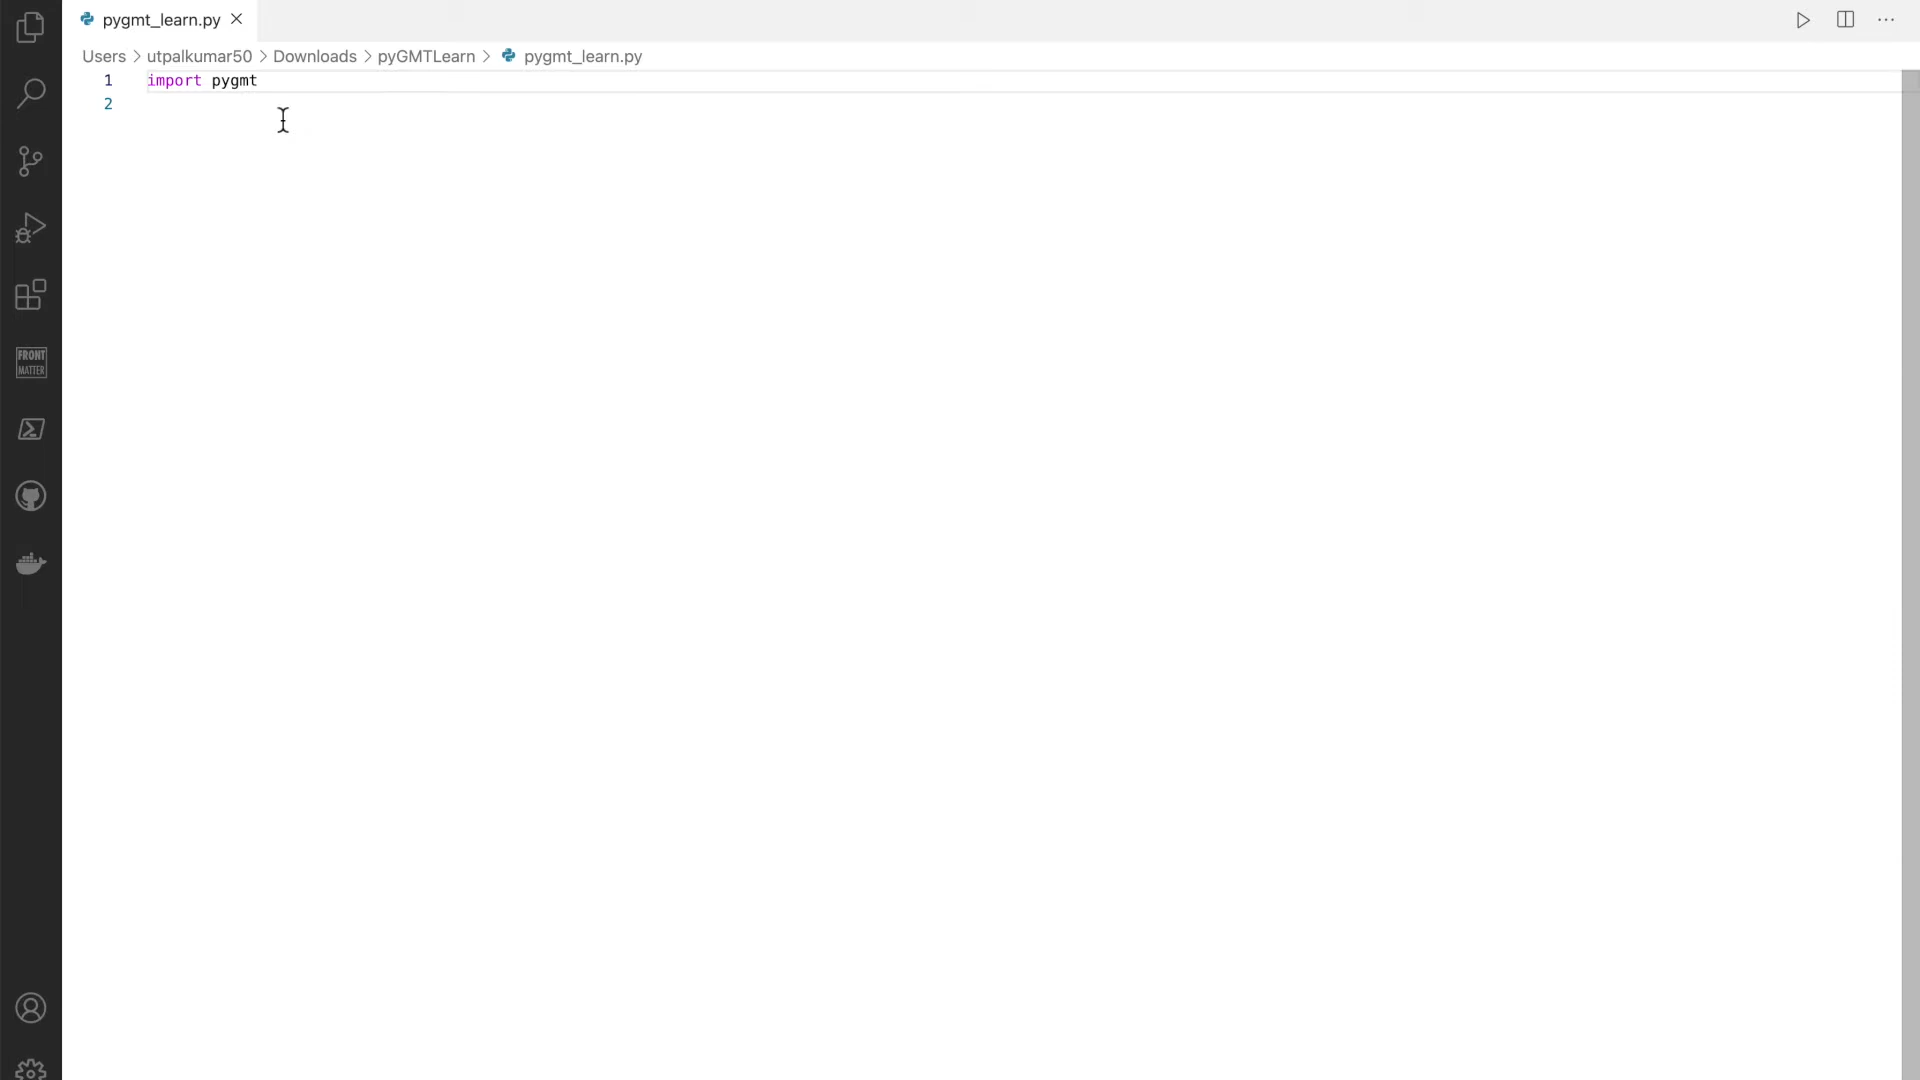 pygmt_learn.py
Users > utpalkumar50 > Downloads > pyGMTLearn > pygmt_learn.py
1 import pygmt
2
FRONT
MATTER